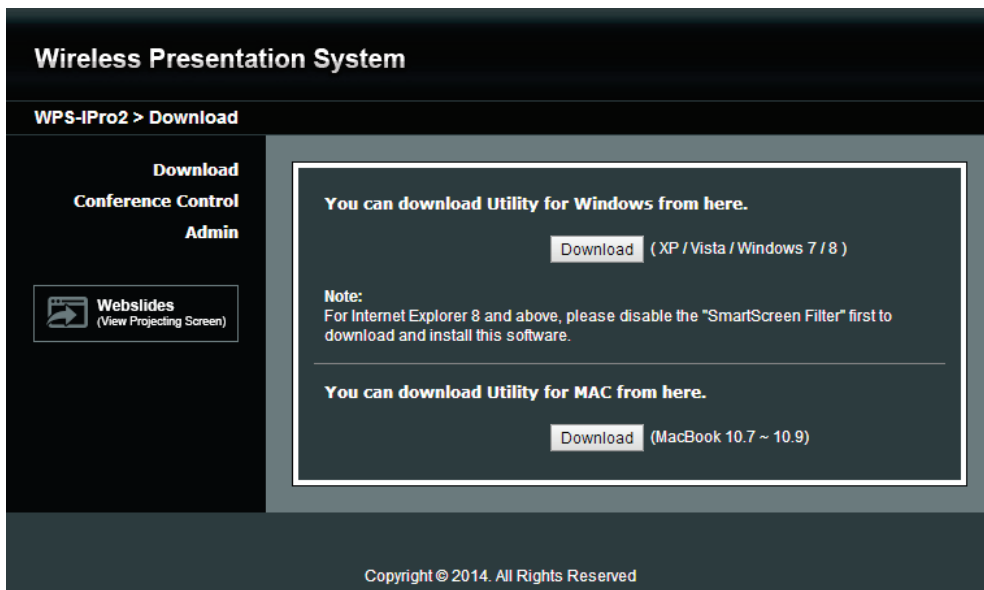 Wireless Presentation System
WPS-IPro2 > Download
Download
Conference Control
Admin
Webslides
(View Projecting Screen)
You can download Utility for Windows from here.
Download ( XP / Vista / Windows 7 / 8 )
Note:
For Internet Explorer 8 and above, please disable the "SmartScreen Filter" first to
download and install this software.
You can download Utility for MAC from here.
Download (MacBook 10.7 ~ 10.9)
Copyright © 2014. All Rights Reserved